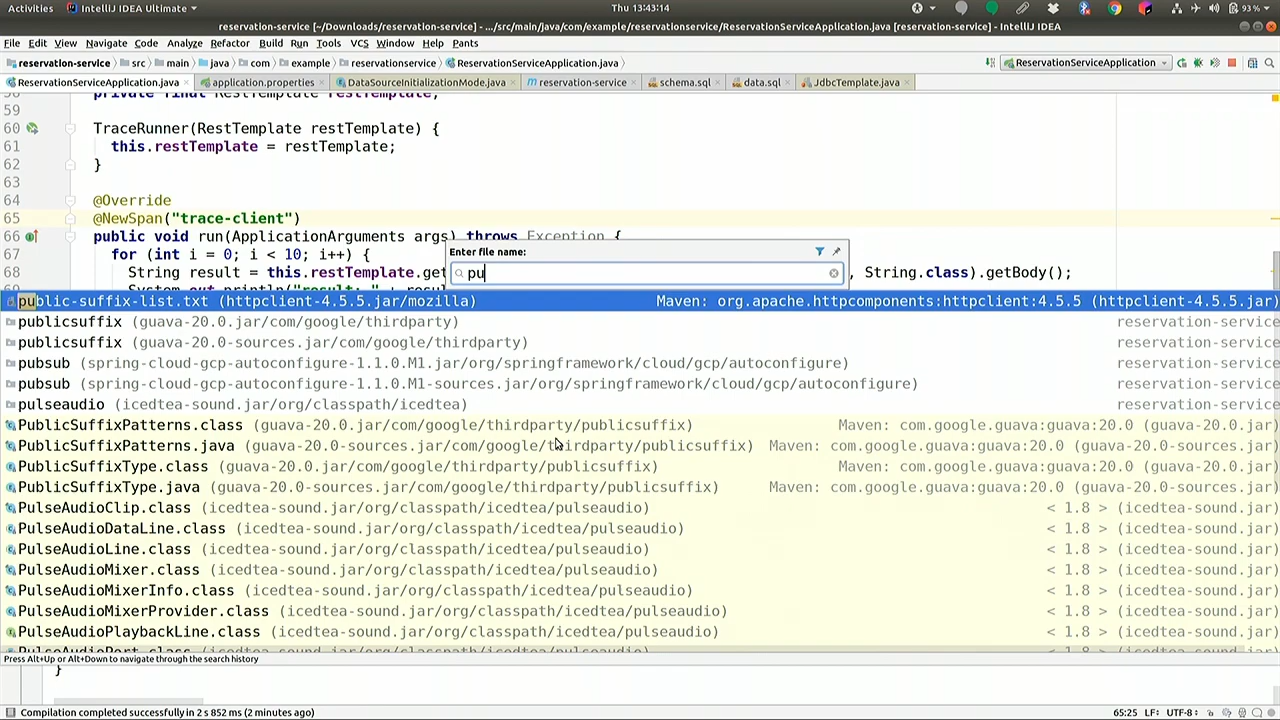 Activities IntelliJ IDEA Ultimate Thu 13:43:14 93 %
reservation-service [~/Downloads/reservation-service] - .../src/main/java/com/example/reservationservice/ReservationServiceApplication.java [reservation-service] - IntelliJ IDEA
File Edit View Navigate Code Analyze Refactor Build Run Tools VCS Window Help Pants
reservation-service src main java com example reservationservice ReservationServiceApplication.java ReservationServiceApplication
ReservationServiceApplication.java application.properties DataSourceInitializationMode.java reservation-service schema.sql data.sql JdbcTemplate.java
58 private final RestTemplate restTemplate;
59
60 TraceRunner(RestTemplate restTemplate) {
61 this.restTemplate = restTemplate;
62 }
63
64 @Override
65 @NewSpan("trace-client")
66 public void run(ApplicationArguments args) throws Exception {
67 for (int i = 0; i < 10; i++) {
Enter file name:
68 String result = this.restTemplate.get , String.class).getBody();
pu
public-suffix-list.txt (httpclient-4.5.5.jar/mozilla) Maven: org.apache.httpcomponents:httpclient:4.5.5 (httpclient-4.5.5.jar)
publicsuffix (guava-20.0.jar/com/google/thirdparty) reservation-service
publicsuffix (guava-20.0-sources.jar/com/google/thirdparty) reservation-service
pubsub (spring-cloud-gcp-autoconfigure-1.1.0.M1.jar/org/springframework/cloud/gcp/autoconfigure) reservation-service
pubsub (spring-cloud-gcp-autoconfigure-1.1.0.M1-sources.jar/org/springframework/cloud/gcp/autoconfigure) reservation-service
pulseaudio (icedtea-sound.jar/org/classpath/icedtea) reservation-service
PublicSuffixPatterns.class (guava-20.0.jar/com/google/thirdparty/publicsuffix) Maven: com.google.guava:guava:20.0 (guava-20.0.jar)
PublicSuffixPatterns.java (guava-20.0-sources.jar/com/google/thirdparty/publicsuffix) Maven: com.google.guava:guava:20.0 (guava-20.0-sources.jar)
PublicSuffixType.class (guava-20.0.jar/com/google/thirdparty/publicsuffix) Maven: com.google.guava:guava:20.0 (guava-20.0.jar)
PublicSuffixType.java (guava-20.0-sources.jar/com/google/thirdparty/publicsuffix) Maven: com.google.guava:guava:20.0 (guava-20.0-sources.jar)
PulseAudioClip.class (icedtea-sound.jar/org/classpath/icedtea/pulseaudio) < 1.8 > (icedtea-sound.jar)
PulseAudioDataLine.class (icedtea-sound.jar/org/classpath/icedtea/pulseaudio) < 1.8 > (icedtea-sound.jar)
PulseAudioLine.class (icedtea-sound.jar/org/classpath/icedtea/pulseaudio) < 1.8 > (icedtea-sound.jar)
PulseAudioMixer.class (icedtea-sound.jar/org/classpath/icedtea/pulseaudio) < 1.8 > (icedtea-sound.jar)
PulseAudioMixerInfo.class (icedtea-sound.jar/org/classpath/icedtea/pulseaudio) < 1.8 > (icedtea-sound.jar)
PulseAudioMixerProvider.class (icedtea-sound.jar/org/classpath/icedtea/pulseaudio) < 1.8 > (icedtea-sound.jar)
PulseAudioPlaybackLine.class (icedtea-sound.jar/org/classpath/icedtea/pulseaudio) < 1.8 > (icedtea-sound.jar)
PulseAudioPort.class (icedtea-sound.jar/org/classpath/icedtea/pulseaudio) < 1.8 > (icedtea-sound.jar)
Press Alt+Up or Alt+Down to navigate through the search history
}
Compilation completed successfully in 2 s 852 ms (2 minutes ago) 65:25 LF: UTF-8: